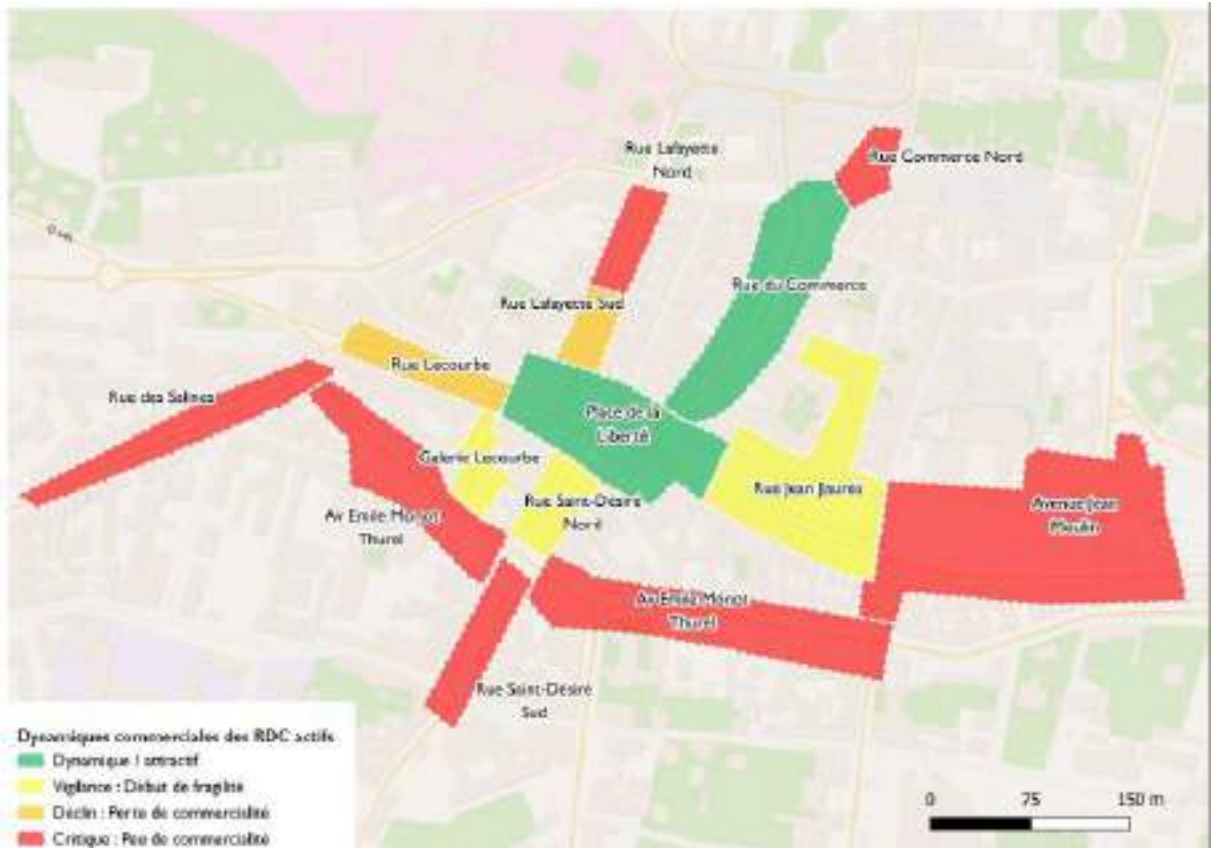 Rue Lafayette
Nord
Rue Commerce Nord
Rue du Commerce
Rue Lafayette Sud
Rue Lecourbe
Rue des Salines
Place de la
Liberté
Galerie Lecourbe
Rue Jean Jaurès
Rue Saint-Désiré
Nord
Avenue Jean
Moulin
Av Emile Monot
Thurel
Av Emile Monot
Thurel
Rue Saint-Désiré
Sud
Dynamiques commerciales des RDC actifs
Dynamique / attractif
Vigilance : Début de fragilité
Déclin : Perte de commercialité
Critique : Peu de commercialité
0 75 150 m